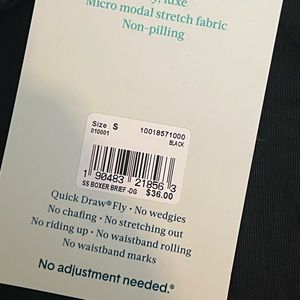 luxe
Micro modal stretch fabric
Non-pilling
Size S 10018571000
010001 BLACK
1 90483 21856 3
SS BOXER BRIEF -DG $36.00
Quick Draw® Fly • No wedgies
No chafing • No stretching out
No riding up • No waistband rolling
No waistband marks
No adjustment needed.®